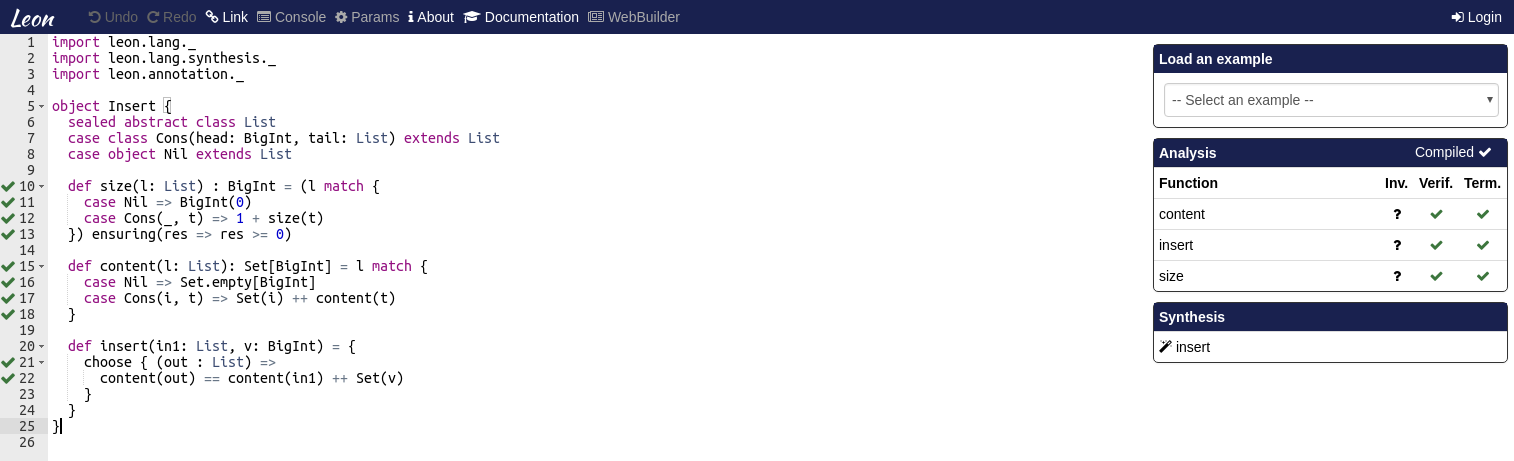 Leon Undo Redo Link Console Params About Documentation WebBuilder Login
1 import leon.lang._
2 import leon.lang.synthesis._
3 import leon.annotation._
4
5 object Insert {
6   sealed abstract class List
7   case class Cons(head: BigInt, tail: List) extends List
8   case object Nil extends List
9
10   def size(l: List) : BigInt = (l match {
11     case Nil => BigInt(0)
12     case Cons(_, t) => 1 + size(t)
13   }) ensuring(res => res >= 0)
14
15   def content(l: List): Set[BigInt] = l match {
16     case Nil => Set.empty[BigInt]
17     case Cons(i, t) => Set(i) ++ content(t)
18   }
19
20   def insert(in1: List, v: BigInt) = {
21     choose { (out : List) =>
22       content(out) == content(in1) ++ Set(v)
23     }
24   }
25 }
26
Load an example
-- Select an example --
Analysis Compiled
Function Inv. Verif. Term.
content ?
insert ?
size ?
Synthesis
insert